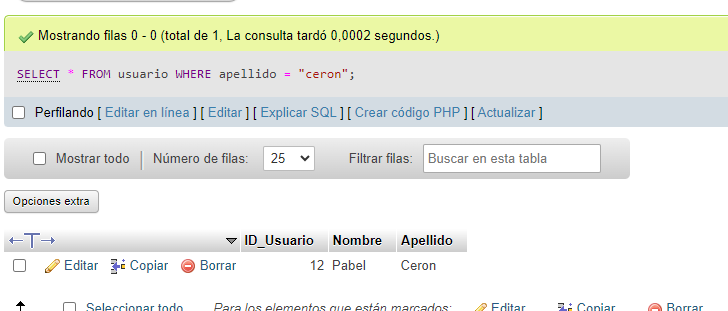 Mostrando filas 0 - 0 (total de 1, La consulta tardó 0,0002 segundos.)
SELECT * FROM usuario WHERE apellido = "ceron";
Perfilando [ Editar en línea ] [ Editar ] [ Explicar SQL ] [ Crear código PHP ] [ Actualizar ]
Mostrar todo Número de filas: 25 Filtrar filas: Buscar en esta tabla
Opciones extra
←T→ ID_Usuario Nombre Apellido
Editar Copiar Borrar 12 Pabel Ceron
Seleccionar todo Para los elementos que están marcados: Editar Copiar Borrar